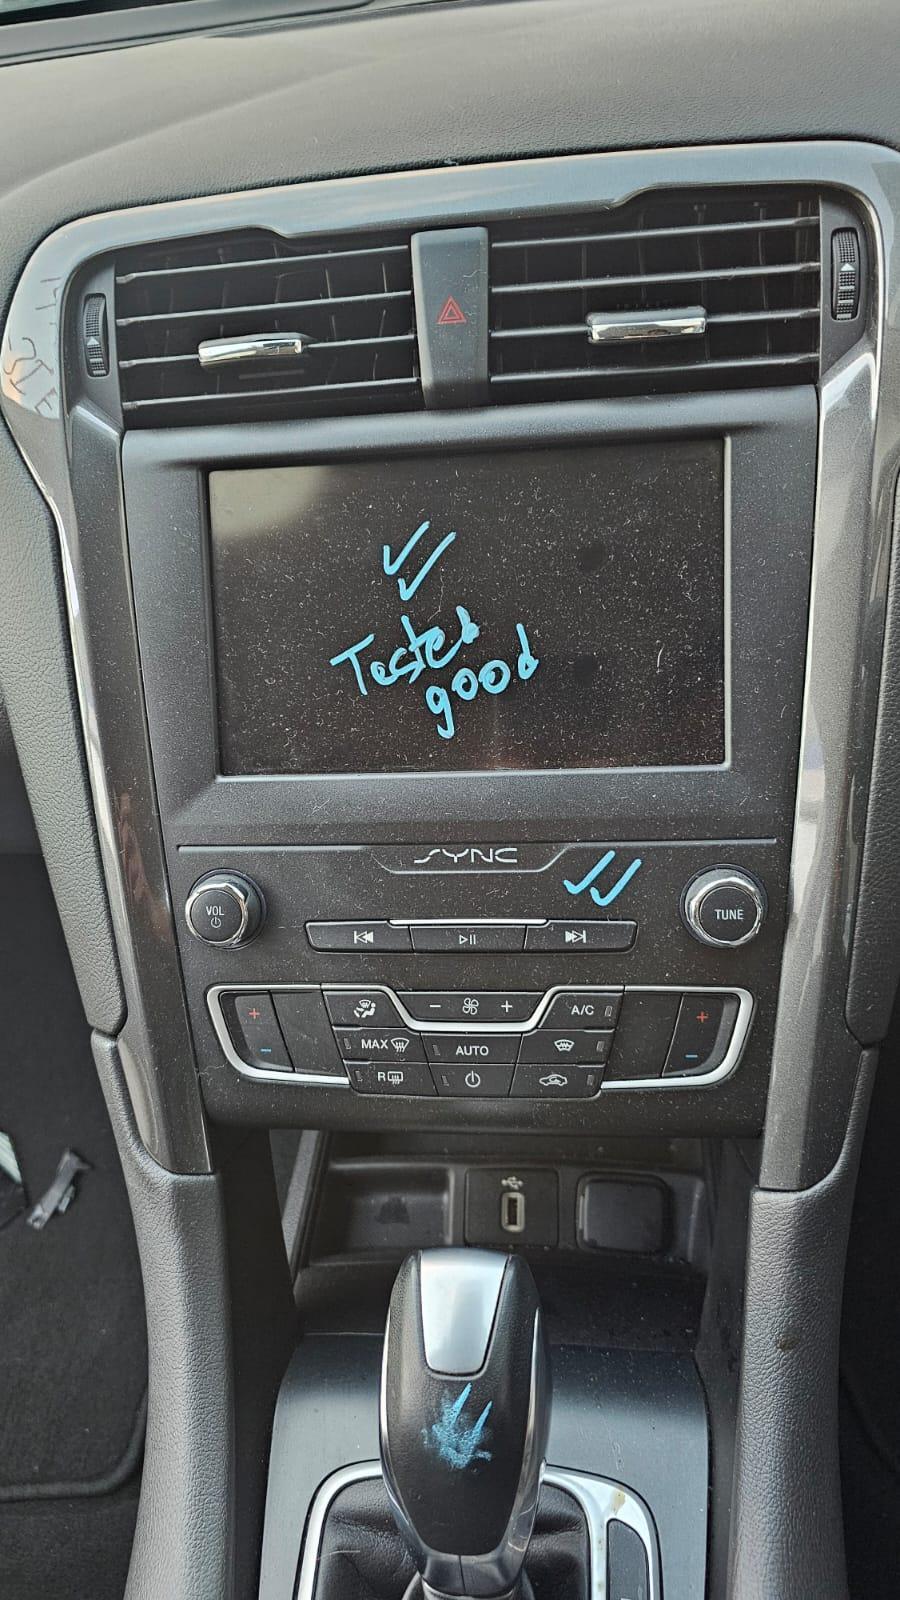 Tested
good
SYNC
VOL
TUNE
- + A/C
+ +
MAX
AUTO
- -
R